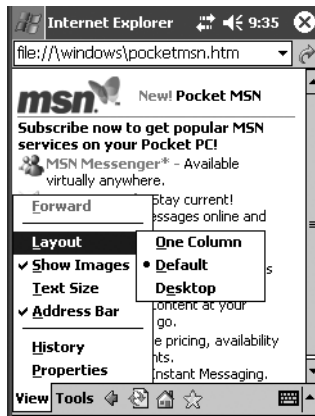 Internet Explorer 9:35
file://\windows\pocketmsn.htm
msn New! Pocket MSN
Subscribe now to get popular MSN
services on your Pocket PC!
MSN Messenger* - Available
virtually anywhere.
Forward
Stay current!
essages online and
Layout
One Column
Show Images
Default
s
Text Size
Desktop
Address Bar
content at your
go.
History
e pricing, availability
nts.
Properties
Instant Messaging.
View Tools